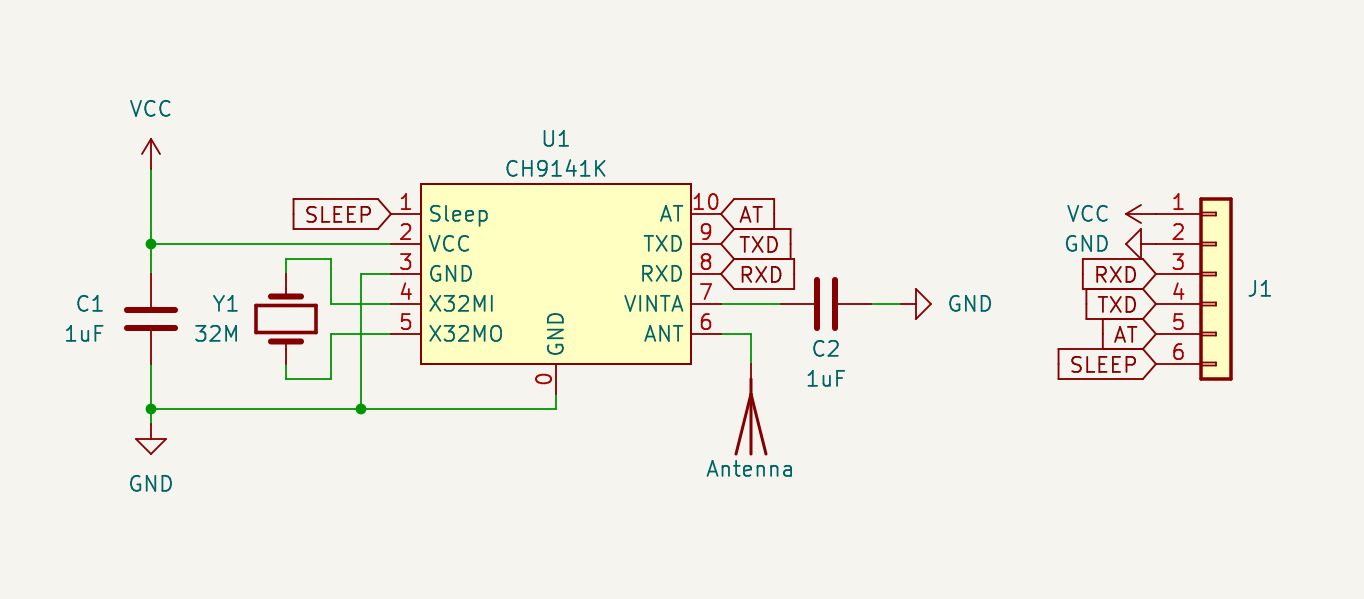 VCC
U1
CH9141K
SLEEP
1
Sleep
2
VCC
3
GND
4
X32MI
5
X32MO
GND
0
10
AT
AT
9
TXD
TXD
8
RXD
RXD
7
VINTA
6
ANT
C1
1uF
Y1
32M
GND
C2
1uF
GND
Antenna
VCC
1
GND
2
RXD
3
TXD
4
AT
5
SLEEP
6
J1